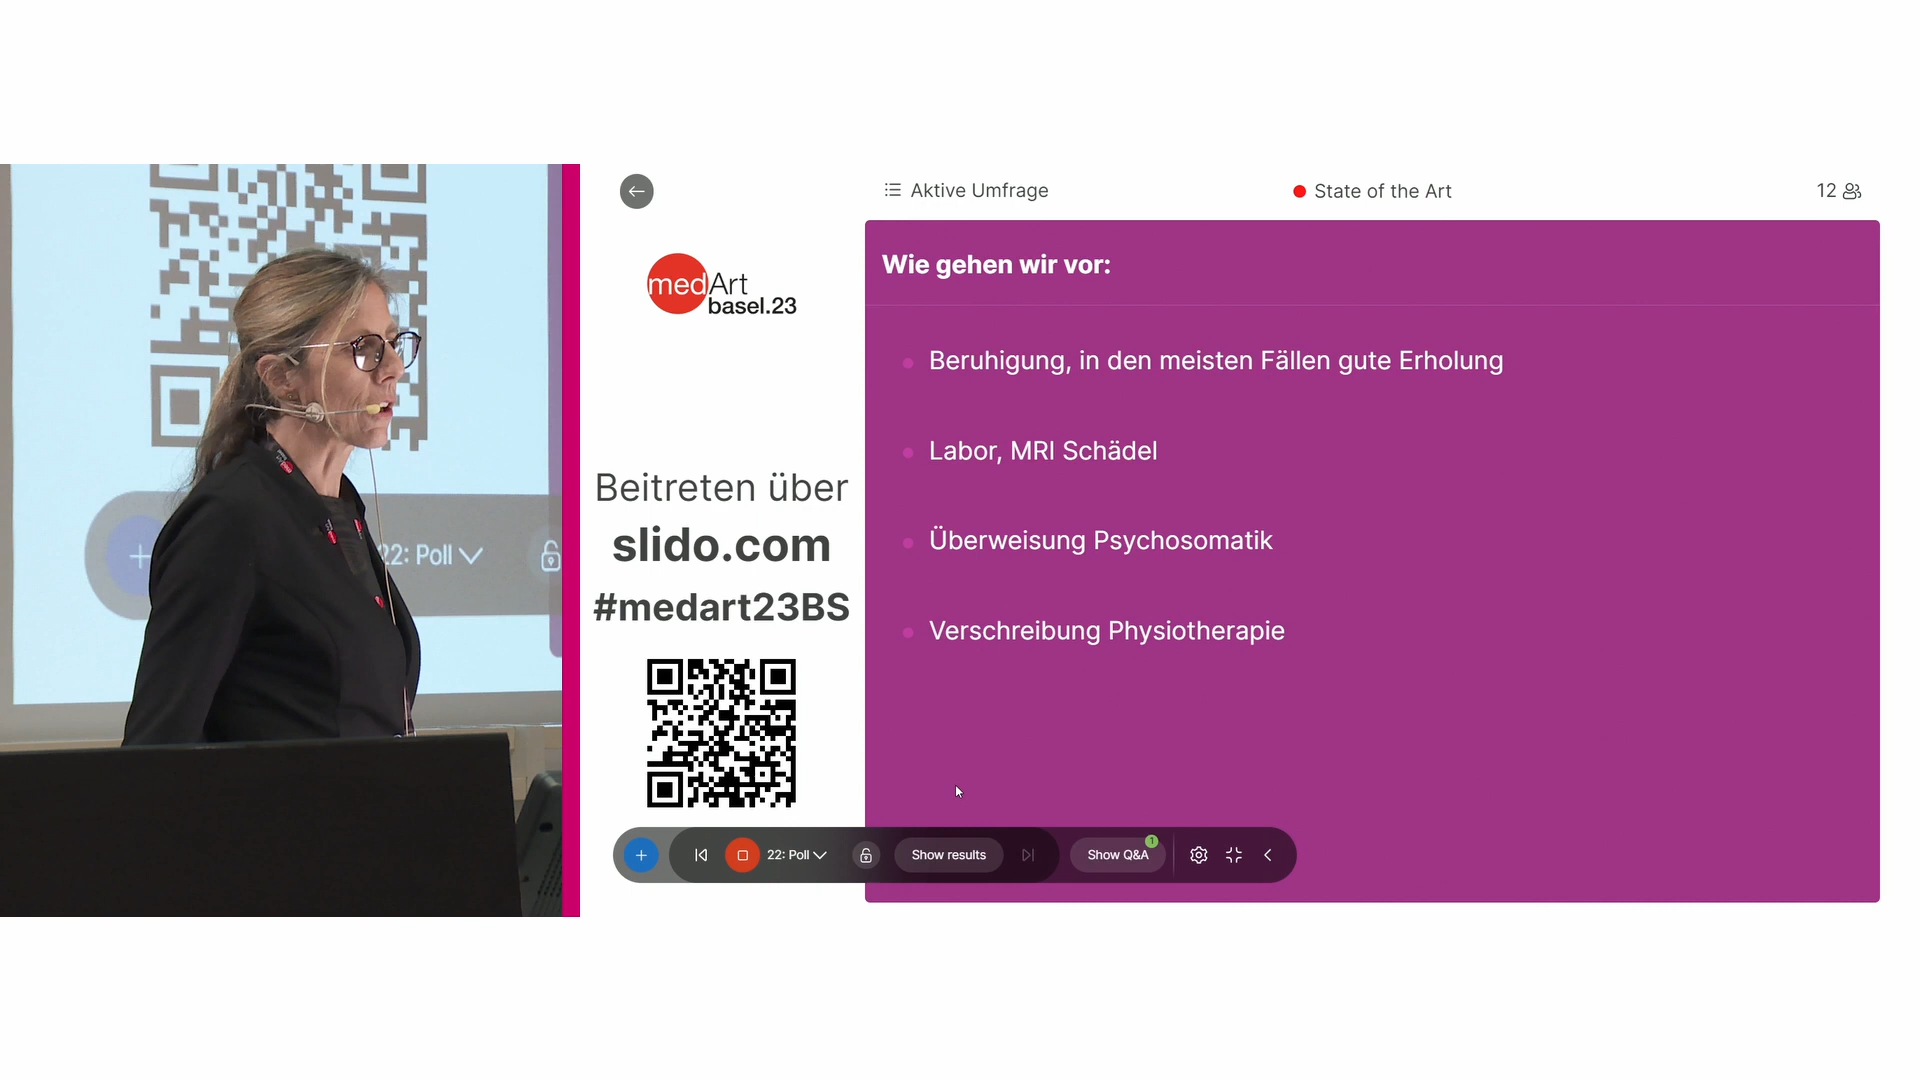 22: Poll
Aktive Umfrage
State of the Art
12
medArt
basel.23
Beitreten über
slido.com
#medart23BS
Wie gehen wir vor:
Beruhigung, in den meisten Fällen gute Erholung
Labor, MRI Schädel
Überweisung Psychosomatik
Verschreibung Physiotherapie
22: Poll
Show results
Show Q&A
1